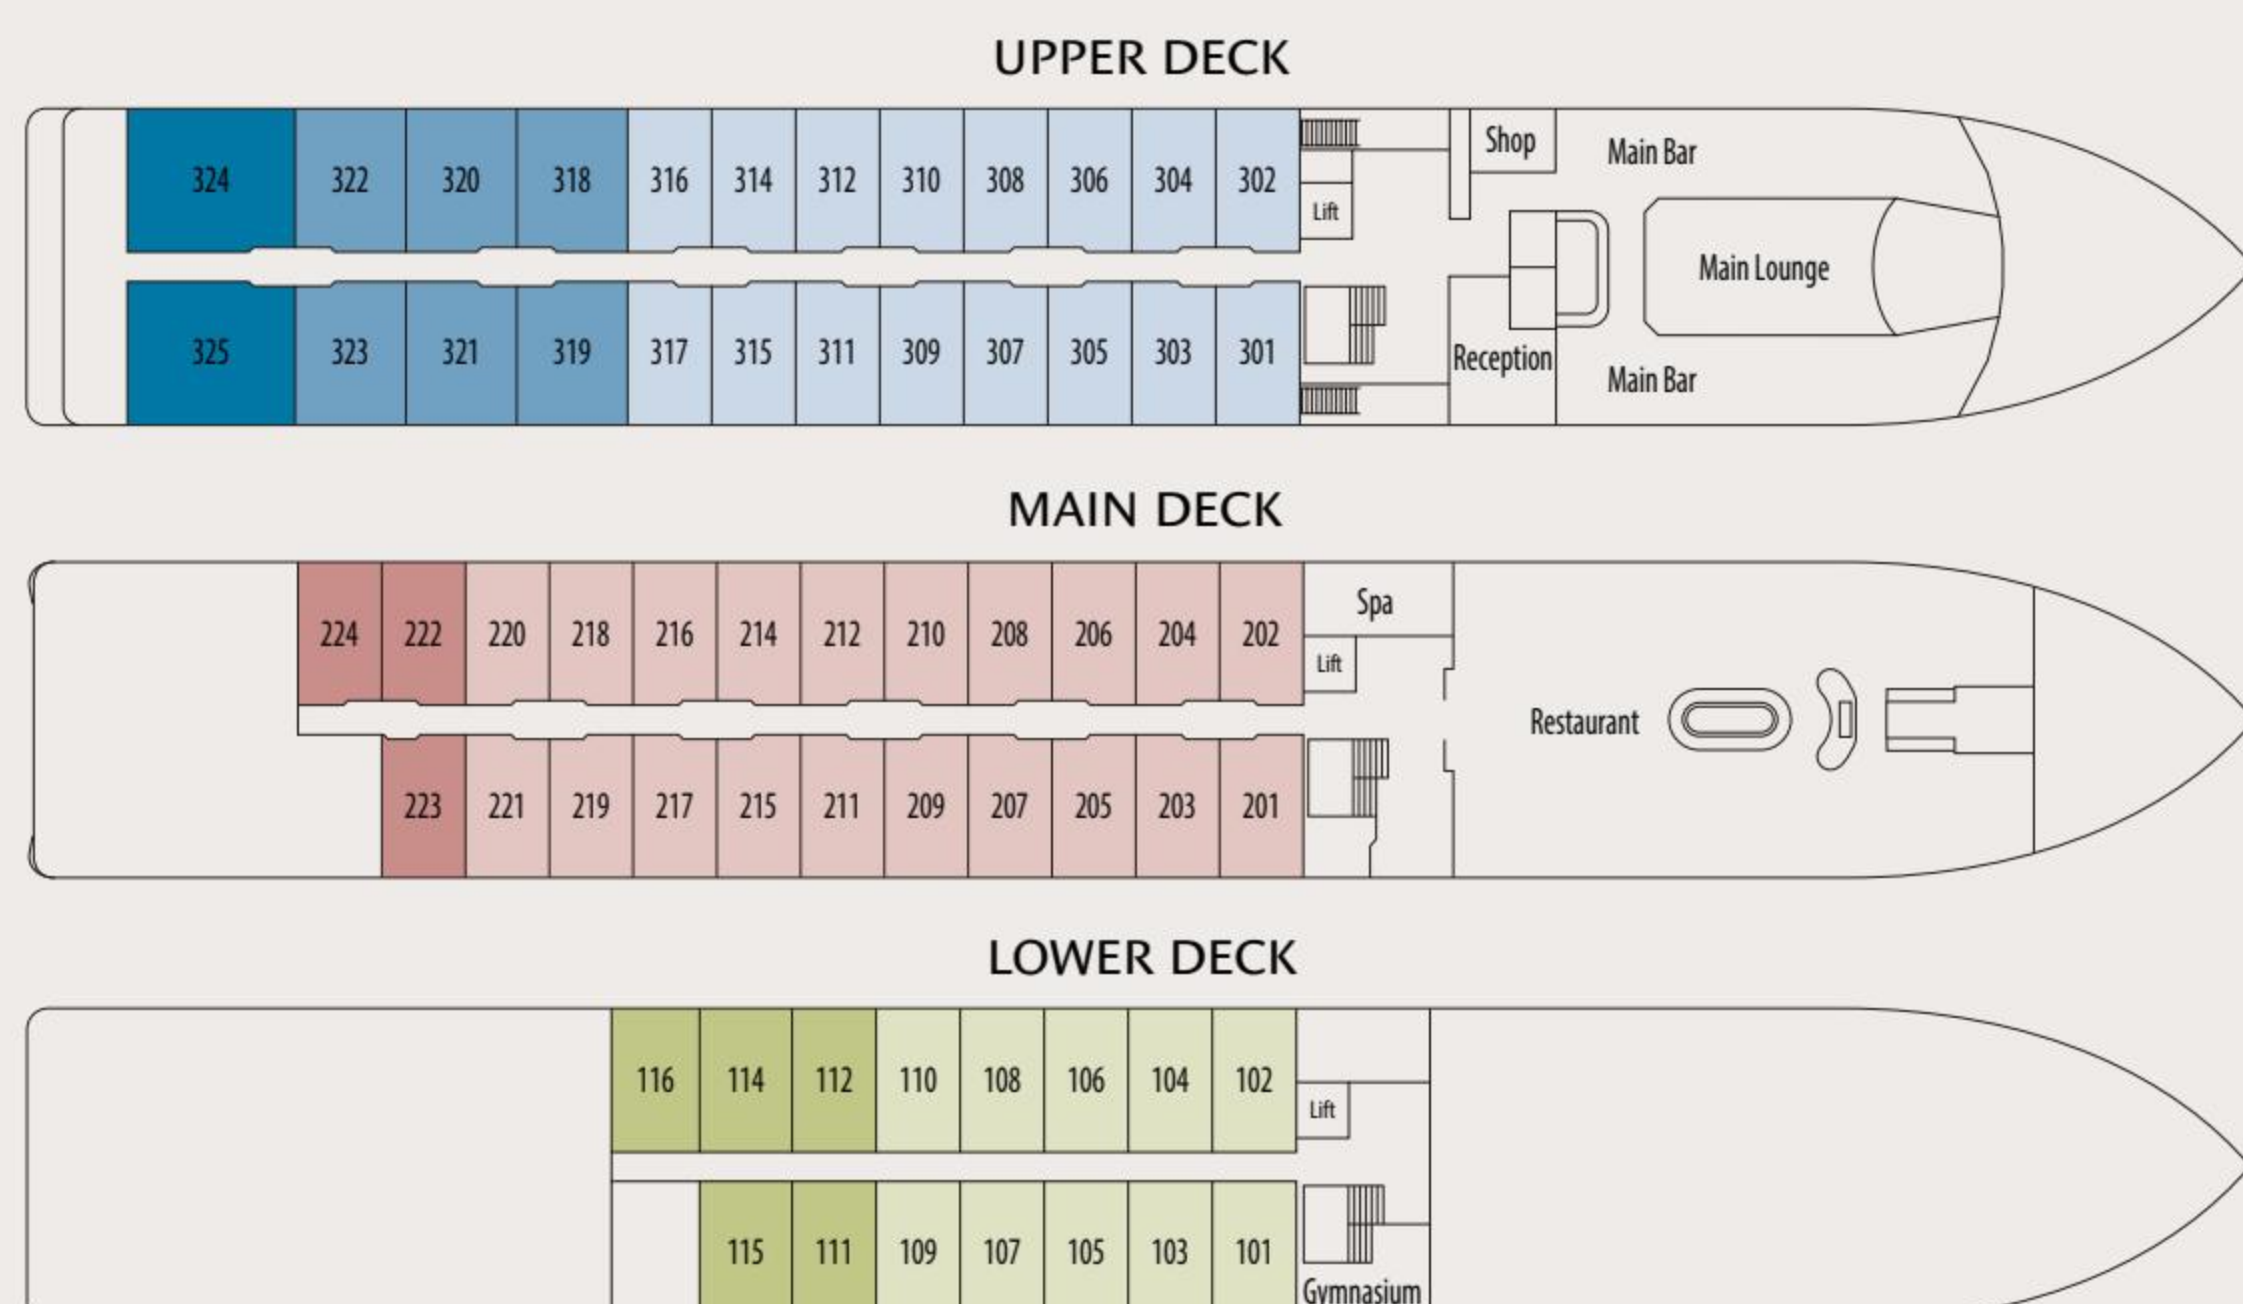 UPPER DECK
324 322 320 318 316 314 312 310 308 306 304 302
Lift
Shop
Main Bar
Main Lounge
325 323 321 319 317 315 311 309 307 305 303 301
Reception
Main Bar
MAIN DECK
224 222 220 218 216 214 212 210 208 206 204 202
Spa
Lift
Restaurant
223 221 219 217 215 211 209 207 205 203 201
LOWER DECK
116 114 112 110 108 106 104 102
Lift
115 111 109 107 105 103 101
Gymnasium